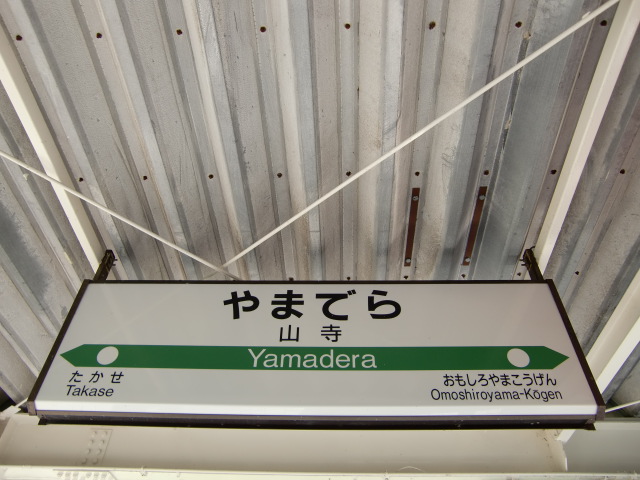 やまでら
山寺
Yamadera
たかせ
Takase
おもしろやまこうげん
Omoshiroyama-Kōgen